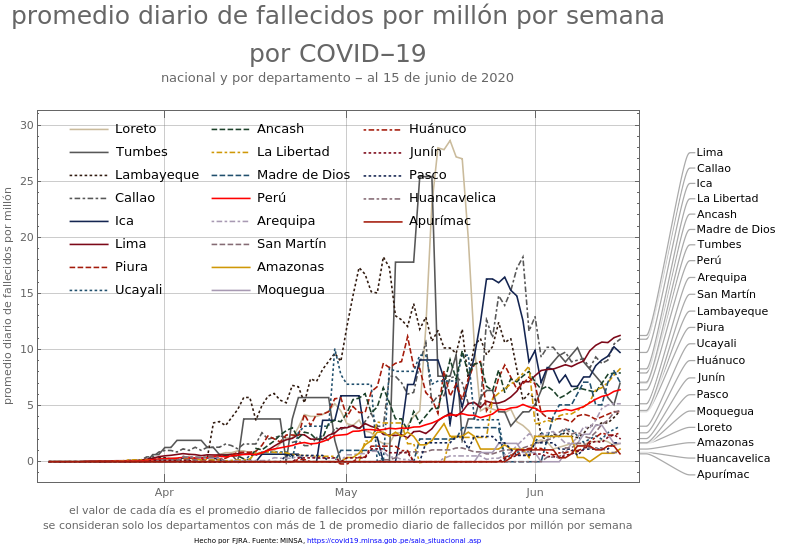 promedio diario de fallecidos por millón por semana
por COVID−19
nacional y por departamento − al 15 de junio de 2020
promedio diario de fallecidos por millón
30
25
20
15
10
5
0
Apr
May
Jun
Loreto
Tumbes
Lambayeque
Callao
Ica
Lima
Piura
Ucayali
Ancash
La Libertad
Madre de Dios
Perú
Arequipa
San Martín
Amazonas
Moquegua
Huánuco
Junín
Pasco
Huancavelica
Apurímac
Lima
Callao
Ica
La Libertad
Ancash
Madre de Dios
Tumbes
Perú
Arequipa
San Martín
Lambayeque
Piura
Ucayali
Huánuco
Junín
Pasco
Moquegua
Loreto
Amazonas
Huancavelica
Apurímac
el valor de cada día es el promedio diario de fallecidos por millón reportados durante una semana
se consideran solo los departamentos con más de 1 de promedio diario de fallecidos por millón por semana
Hecho por FJRA. Fuente: MINSA, https://covid19.minsa.gob.pe/sala_situacional .asp